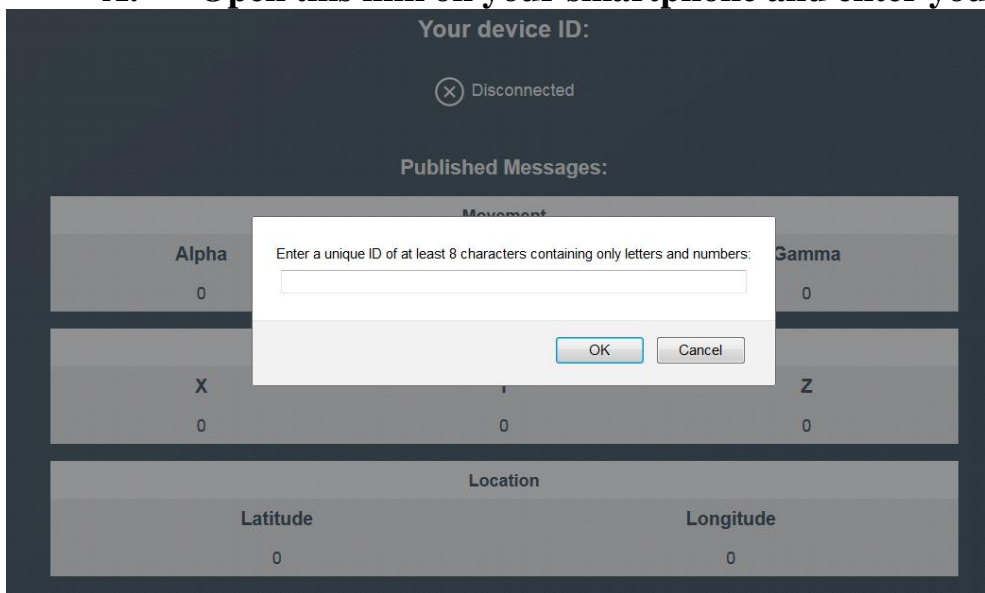 Open this link on your smartphone and enter you
Your device ID:
Disconnected
Published Messages:
Movement
Alpha Gamma
0 0
Enter a unique ID of at least 8 characters containing only letters and numbers:
OK Cancel
X Z
0 0 0
Location
Latitude Longitude
0 0